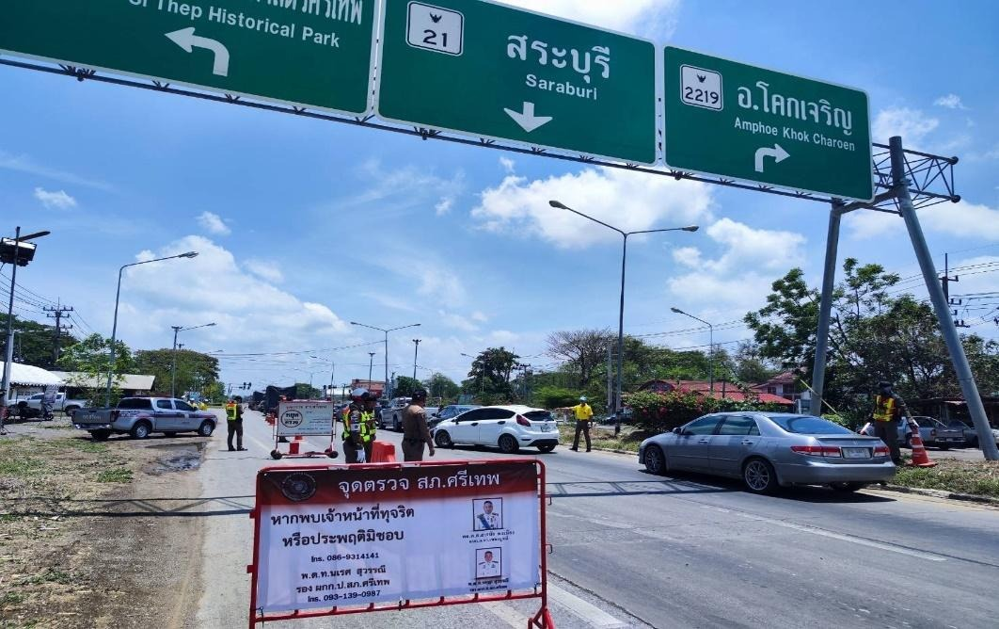 Si Thep Historical Park
21
สระบุรี
Saraburi
2219
อ.โคกเจริญ
Amphoe Khok Charoen
จุดตรวจ สภ.ศรีเทพ
หากพบเจ้าหน้าที่ทุจริต
หรือประพฤติมิชอบ
โทร. 086-9314141
พ.ต.ท.นเรศ สุวรรณี
รอง ผกก.ป.สภ.ศรีเทพ
โทร. 093-139-0987
หยุด